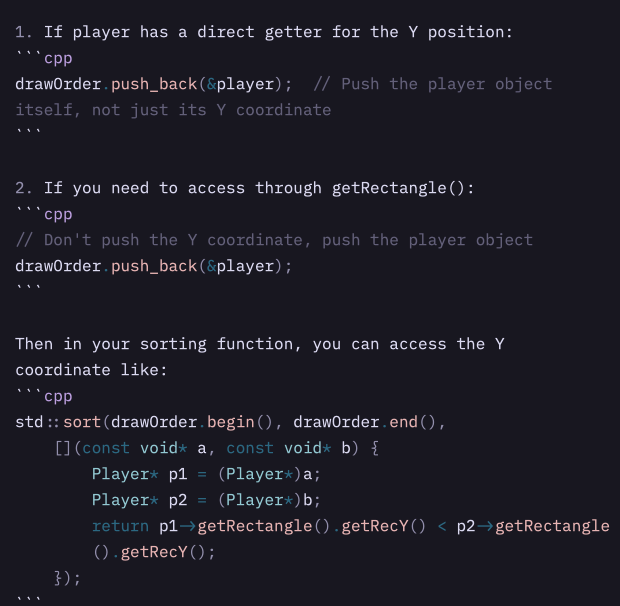 1. If player has a direct getter for the Y position:
```cpp
drawOrder.push_back(&player);  // Push the player object
itself, not just its Y coordinate
```
2. If you need to access through getRectangle():
```cpp
// Don't push the Y coordinate, push the player object
drawOrder.push_back(&player);
```
Then in your sorting function, you can access the Y
coordinate like:
```cpp
std::sort(drawOrder.begin(), drawOrder.end(),
    [](const void* a, const void* b) {
        Player* p1 = (Player*)a;
        Player* p2 = (Player*)b;
        return p1->getRectangle().getRecY() < p2->getRectangle
        ().getRecY();
    });
```